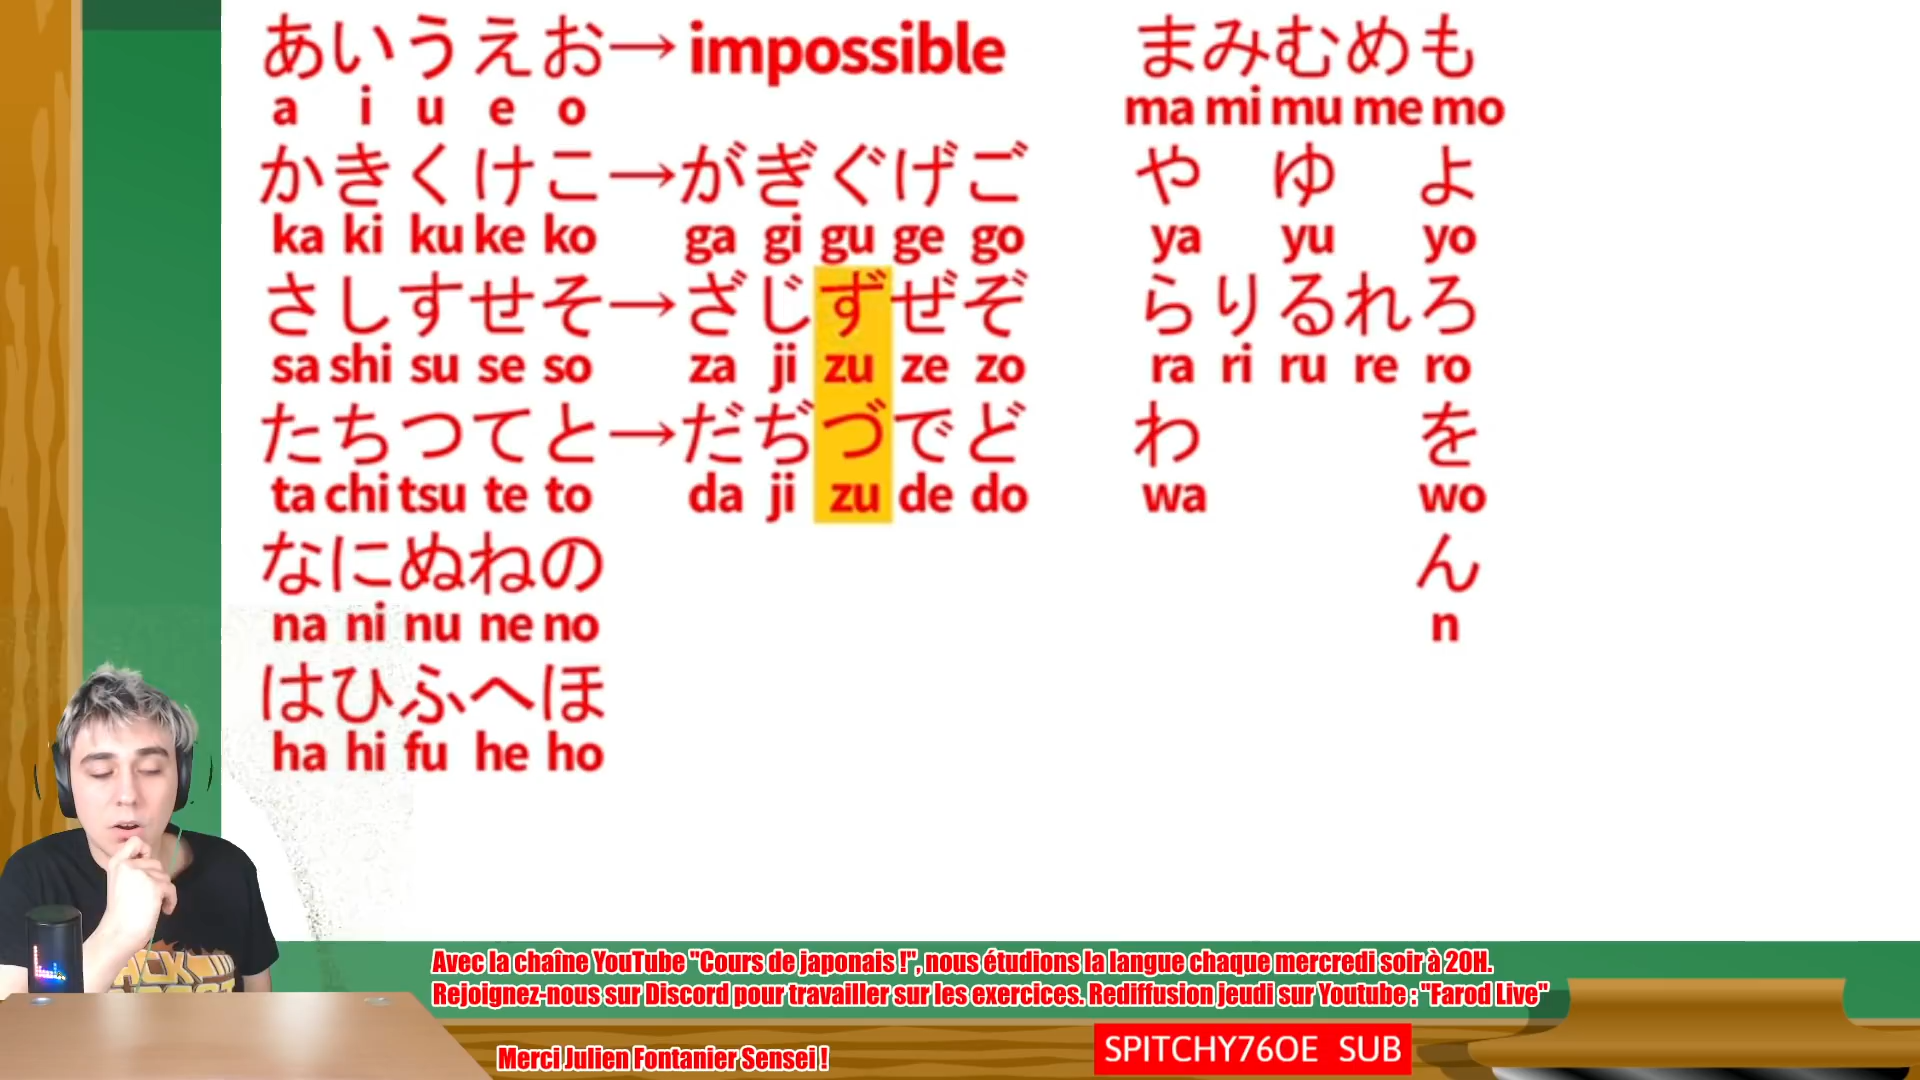 あいうえお→impossible
a i u e o
かきくけこ→がぎぐげご
ka ki ku ke ko ga gi gu ge go
さしすせそ→ざじずぜぞ
sa shi su se so za ji zu ze zo
たちつてと→だぢづでど
ta chi tsu te to da ji zu de do
なにぬねの
na ni nu ne no
はひふへほ
ha hi fu he ho
まみむめも
ma mi mu me mo
や ゆ よ
ya yu yo
らりるれろ
ra ri ru re ro
わ を
wa wo
ん
n
Avec la chaîne YouTube "Cours de japonais !", nous étudions la langue chaque mercredi soir à 20H.
Rejoignez-nous sur Discord pour travailler sur les exercices. Rediffusion jeudi sur Youtube : "Farod Live"
Merci Julien Fontanier Sensei !
SPITCHY76OE SUB